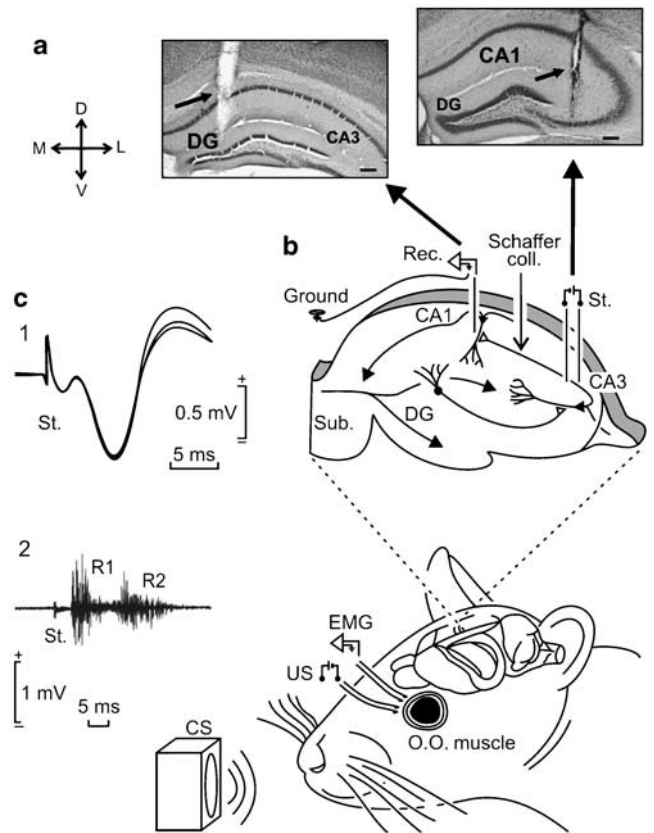 a
D
M
L
V
DG
CA3
CA1
DG
b
Rec.
Schaffer
coll.
Ground
St.
CA1
CA3
DG
Sub.
c
1
St.
+
0.5 mV
–
5 ms
2
R1
R2
St.
+
1 mV
–
5 ms
EMG
US
O.O. muscle
CS